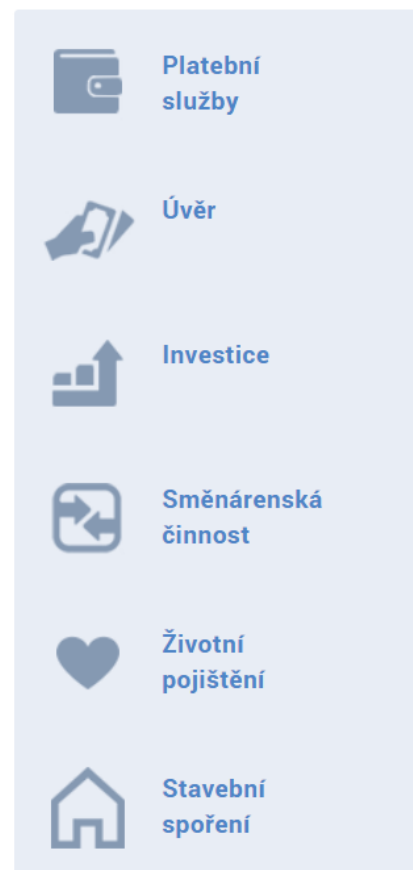 Platební
služby
Úvěr
Investice
Směnárenská
činnost
Životní
pojištění
Stavební
spoření